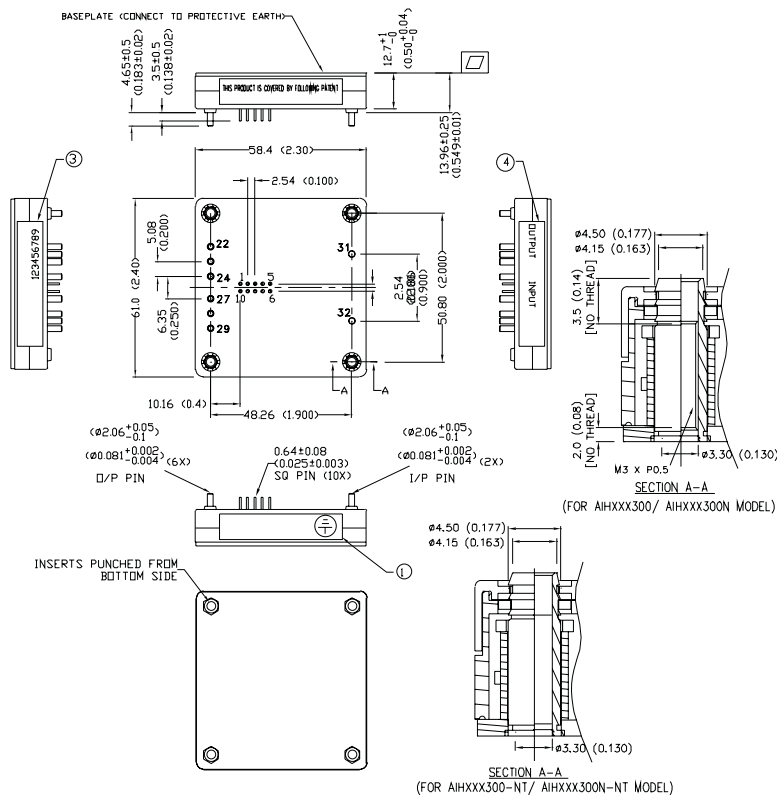 BASEPLATE (CONNECT TO PROTECTIVE EARTH)
4.65±0.5
(0.183±0.02)
3.5±0.5
(0.138±0.02)
12.7+1-0
(0.50+0.04-0)
THIS PRODUCT IS COVERED BY FOLLOWING PATENT
13.96±0.25
(0.549±0.01)
58.4 (2.30)
2.54 (0.100)
3
123456789
4
OUTPUT INPUT
61.0 (2.40)
5.08
(0.200)
6.35
(0.250)
22
24
27
29
1
5
10
6
31
32
2.54
(0.900)
50.80 (2.000)
A
A
10.16 (0.4)
48.26 (1.900)
ø4.50 (0.177)
ø4.15 (0.163)
3.5 (0.14)
[NO THREAD]
2.0 (0.08)
[NO THREAD]
ø3.30 (0.130)
M3 x P0.5
SECTION A-A
(FOR AIHXXX300/ AIHXXX300N MODEL)
(ø2.06+0.05-0.1)
(ø0.081+0.002-0.004) (6X)
O/P PIN
0.64±0.08
(0.025±0.003)
SQ PIN (10X)
(ø2.06+0.05-0.1)
(ø0.081+0.002-0.004) (2X)
I/P PIN
1
INSERTS PUNCHED FROM
BOTTOM SIDE
ø4.50 (0.177)
ø4.15 (0.163)
ø3.30 (0.130)
SECTION A-A
(FOR AIHXXX300-NT/ AIHXXX300N-NT MODEL)